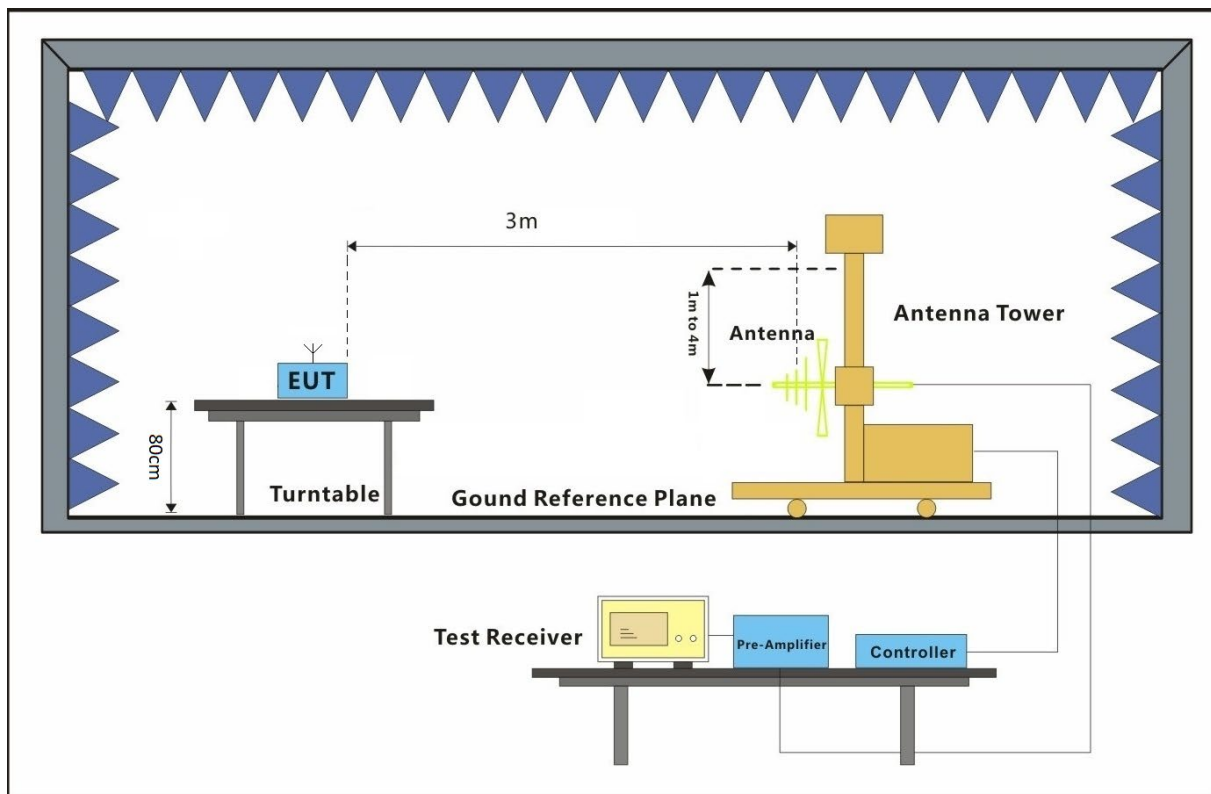 3m
1m to 4m
Antenna
Antenna Tower
EUT
80cm
Turntable
Gound Reference Plane
Test Receiver
Pre-Amplifier
Controller